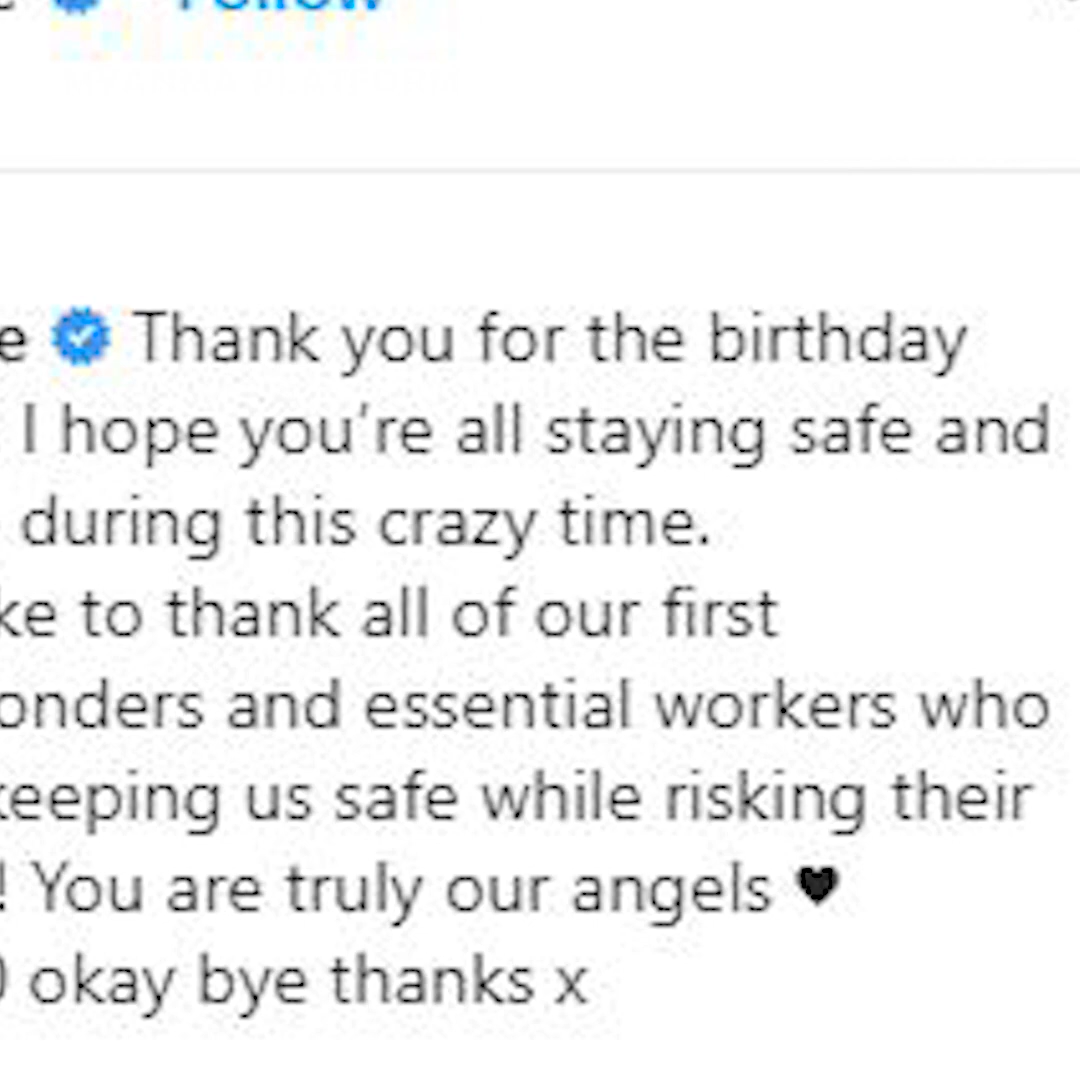 Follow
Thank you for the birthday
I hope you’re all staying safe and
during this crazy time.
to thank all of our first
and essential workers who
us safe while risking their
! You are truly our angels ♥
okay bye thanks x